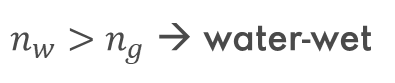 n_w > n_g → water-wet